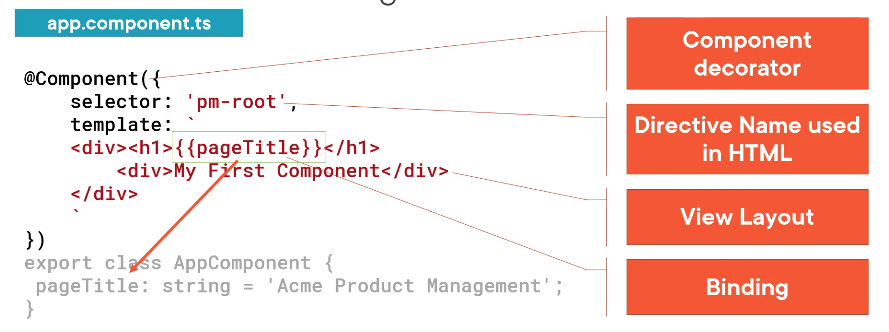 app.component.ts
@Component({
selector: 'pm-root',
template: `
<div><h1>{{pageTitle}}</h1>
<div>My First Component</div>
</div>
`
})
export class AppComponent {
pageTitle: string = 'Acme Product Management';
}
Component
decorator
Directive Name used
in HTML
View Layout
Binding